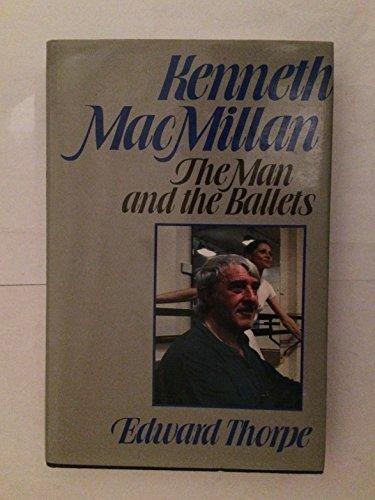 Kenneth
MacMillan
The Man
and the Ballets
Edward Thorpe